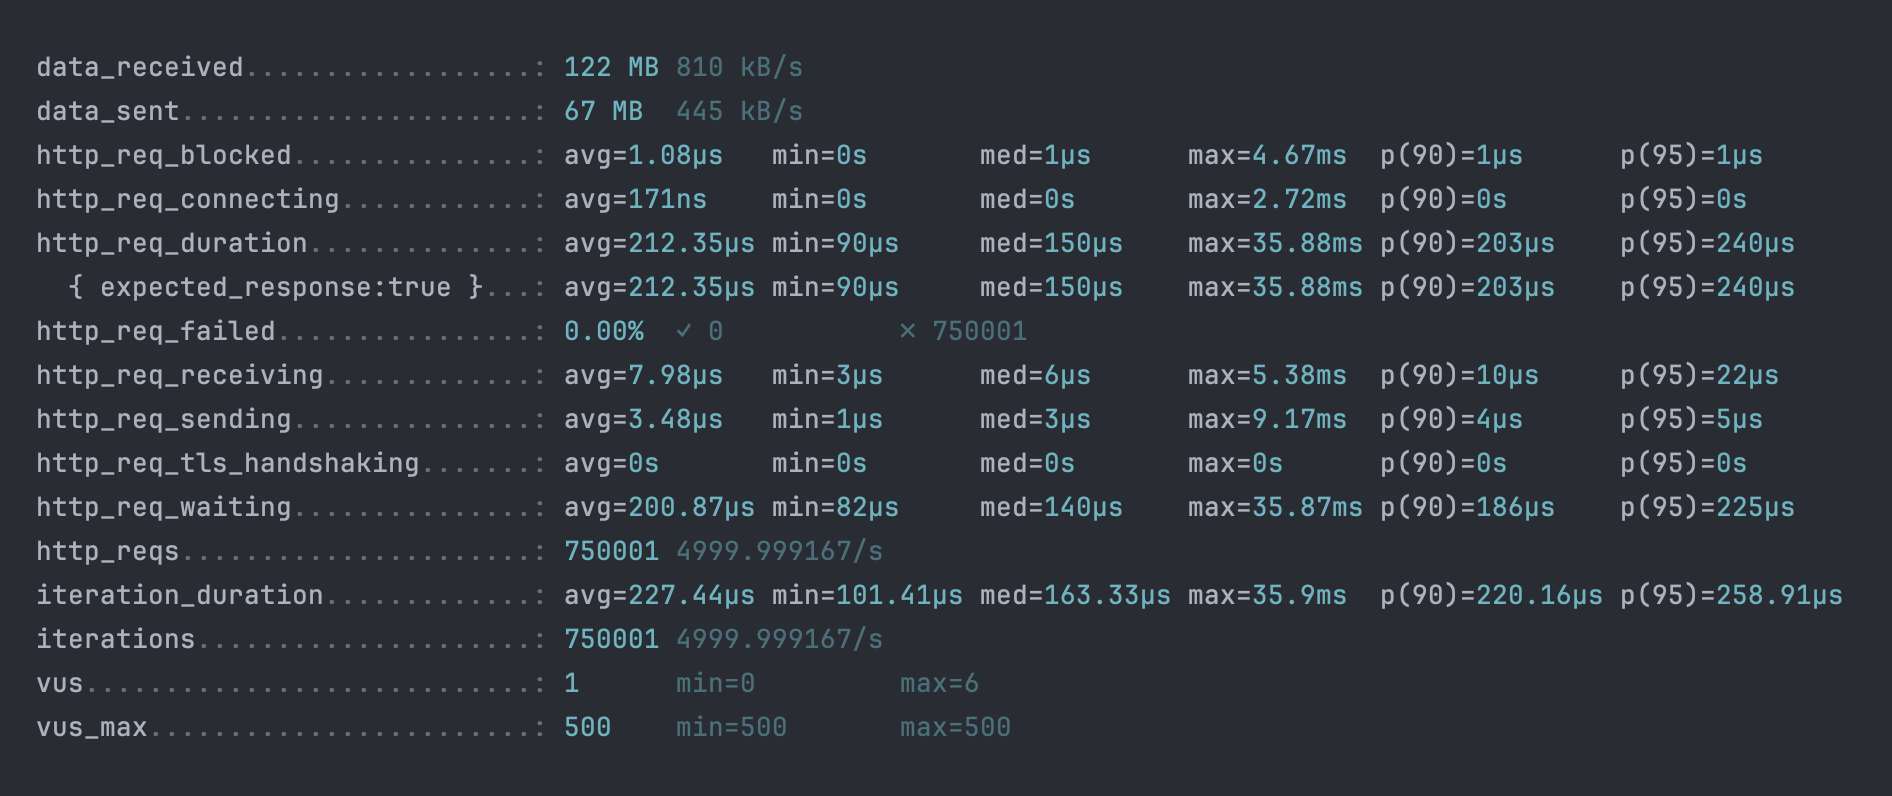 data_received..................: 122 MB 810 kB/s
data_sent......................: 67 MB  445 kB/s
http_req_blocked...............: avg=1.08µs   min=0s       med=1µs      max=4.67ms  p(90)=1µs      p(95)=1µs
http_req_connecting............: avg=171ns    min=0s       med=0s       max=2.72ms  p(90)=0s       p(95)=0s
http_req_duration..............: avg=212.35µs min=90µs     med=150µs    max=35.88ms p(90)=203µs    p(95)=240µs
  { expected_response:true }...: avg=212.35µs min=90µs     med=150µs    max=35.88ms p(90)=203µs    p(95)=240µs
http_req_failed................: 0.00%  ✓ 0           ✗ 750001
http_req_receiving.............: avg=7.98µs   min=3µs      med=6µs      max=5.38ms  p(90)=10µs     p(95)=22µs
http_req_sending...............: avg=3.48µs   min=1µs      med=3µs      max=9.17ms  p(90)=4µs      p(95)=5µs
http_req_tls_handshaking.......: avg=0s       min=0s       med=0s       max=0s      p(90)=0s       p(95)=0s
http_req_waiting...............: avg=200.87µs min=82µs     med=140µs    max=35.87ms p(90)=186µs    p(95)=225µs
http_reqs......................: 750001 4999.999167/s
iteration_duration.............: avg=227.44µs min=101.41µs med=163.33µs max=35.9ms  p(90)=220.16µs p(95)=258.91µs
iterations.....................: 750001 4999.999167/s
vus............................: 1      min=0         max=6
vus_max........................: 500    min=500       max=500